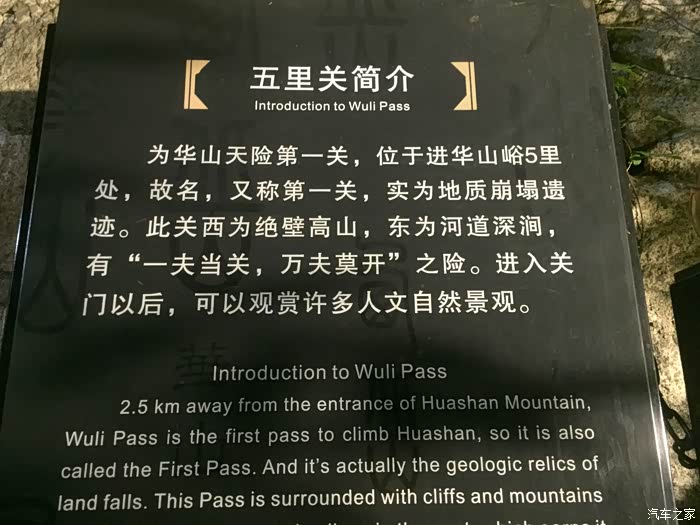 五里关简介
Introduction to Wuli Pass
为华山天险第一关，位于进华山峪5里
处，故名，又称第一关，实为地质崩塌遗
迹。此关西为绝壁高山，东为河道深涧，
有“一夫当关，万夫莫开”之险。进入关
门以后，可以观赏许多人文自然景观。
Introduction to Wuli Pass
2.5 km away from the entrance of Huashan Mountain,
Wuli Pass is the first pass to climb Huashan, so it is also
called the First Pass. And it's actually the geologic relics of
land falls. This Pass is surrounded with cliffs and mountains
汽车之家